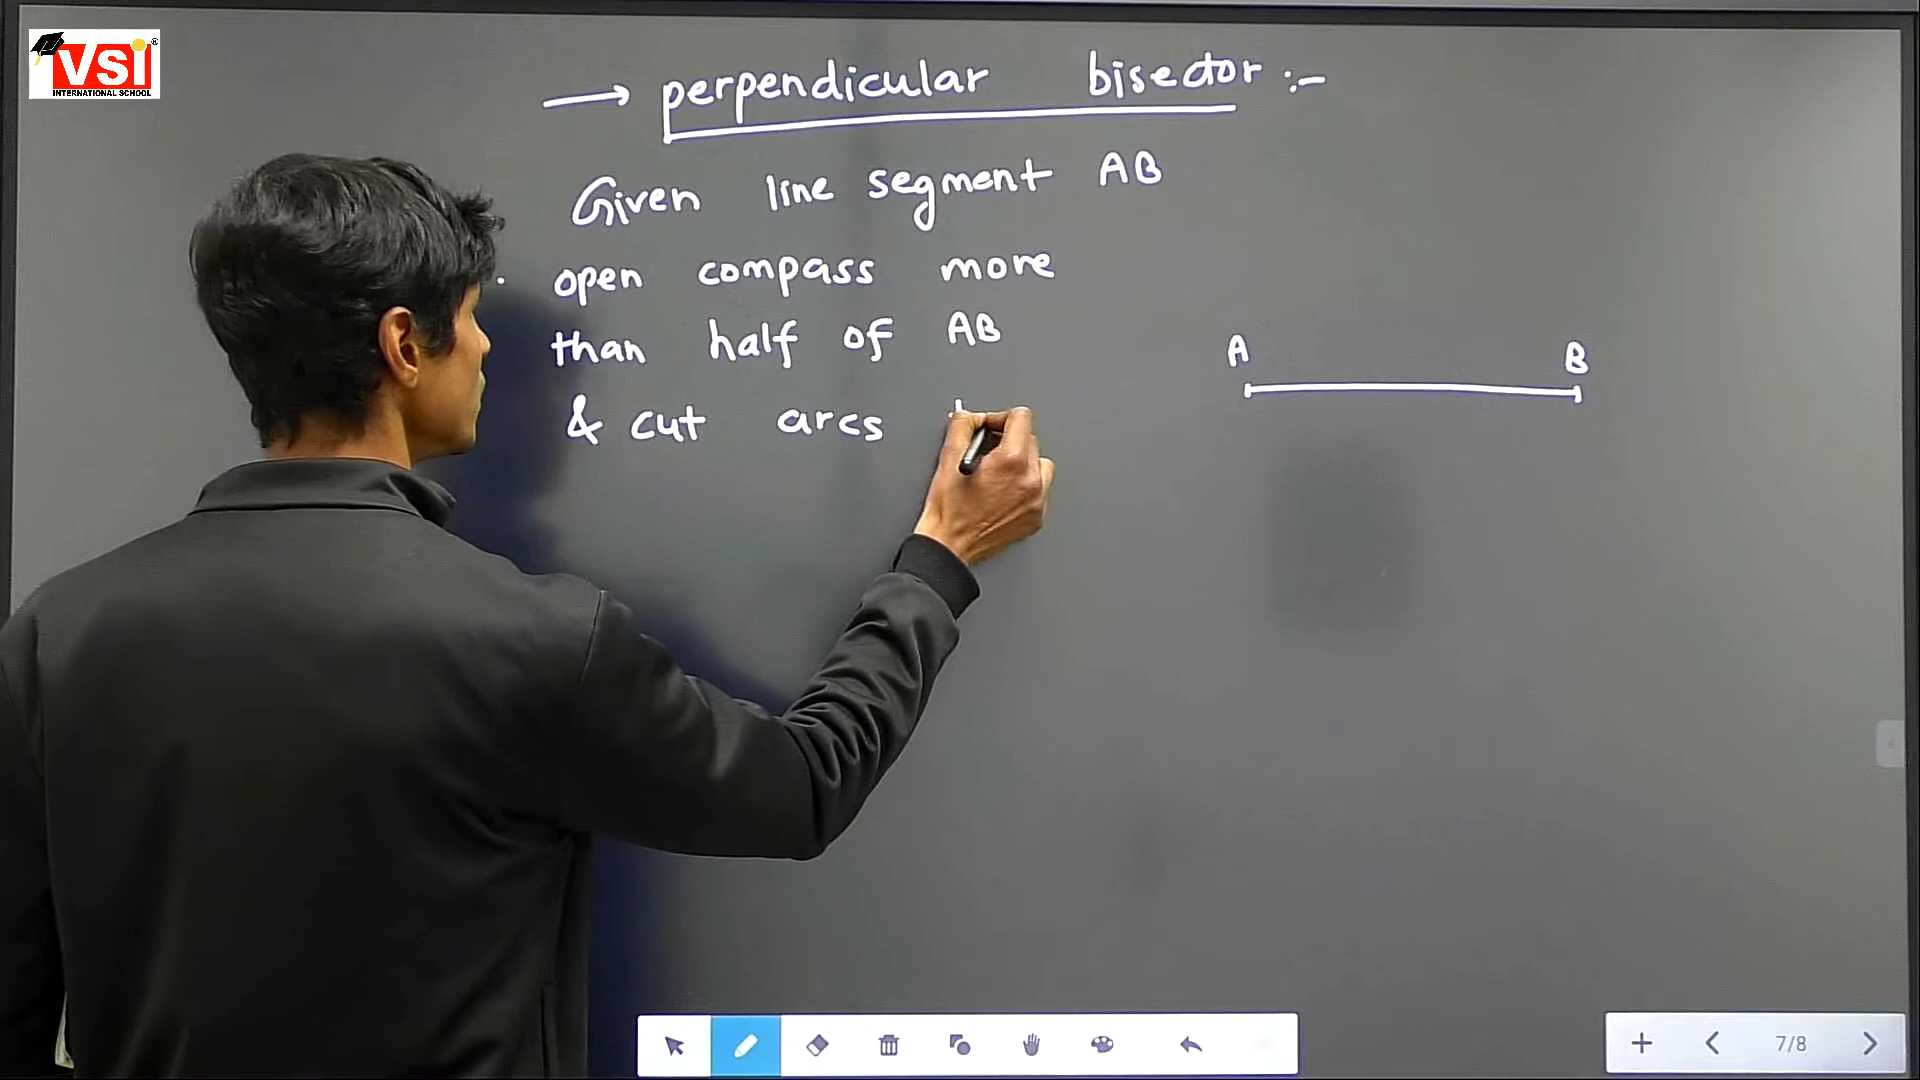 VSI
INTERNATIONAL SCHOOL
→ perpendicular bisector :-
Given line segment AB
. open compass more
than half of AB
& cut arcs
A B
7/8